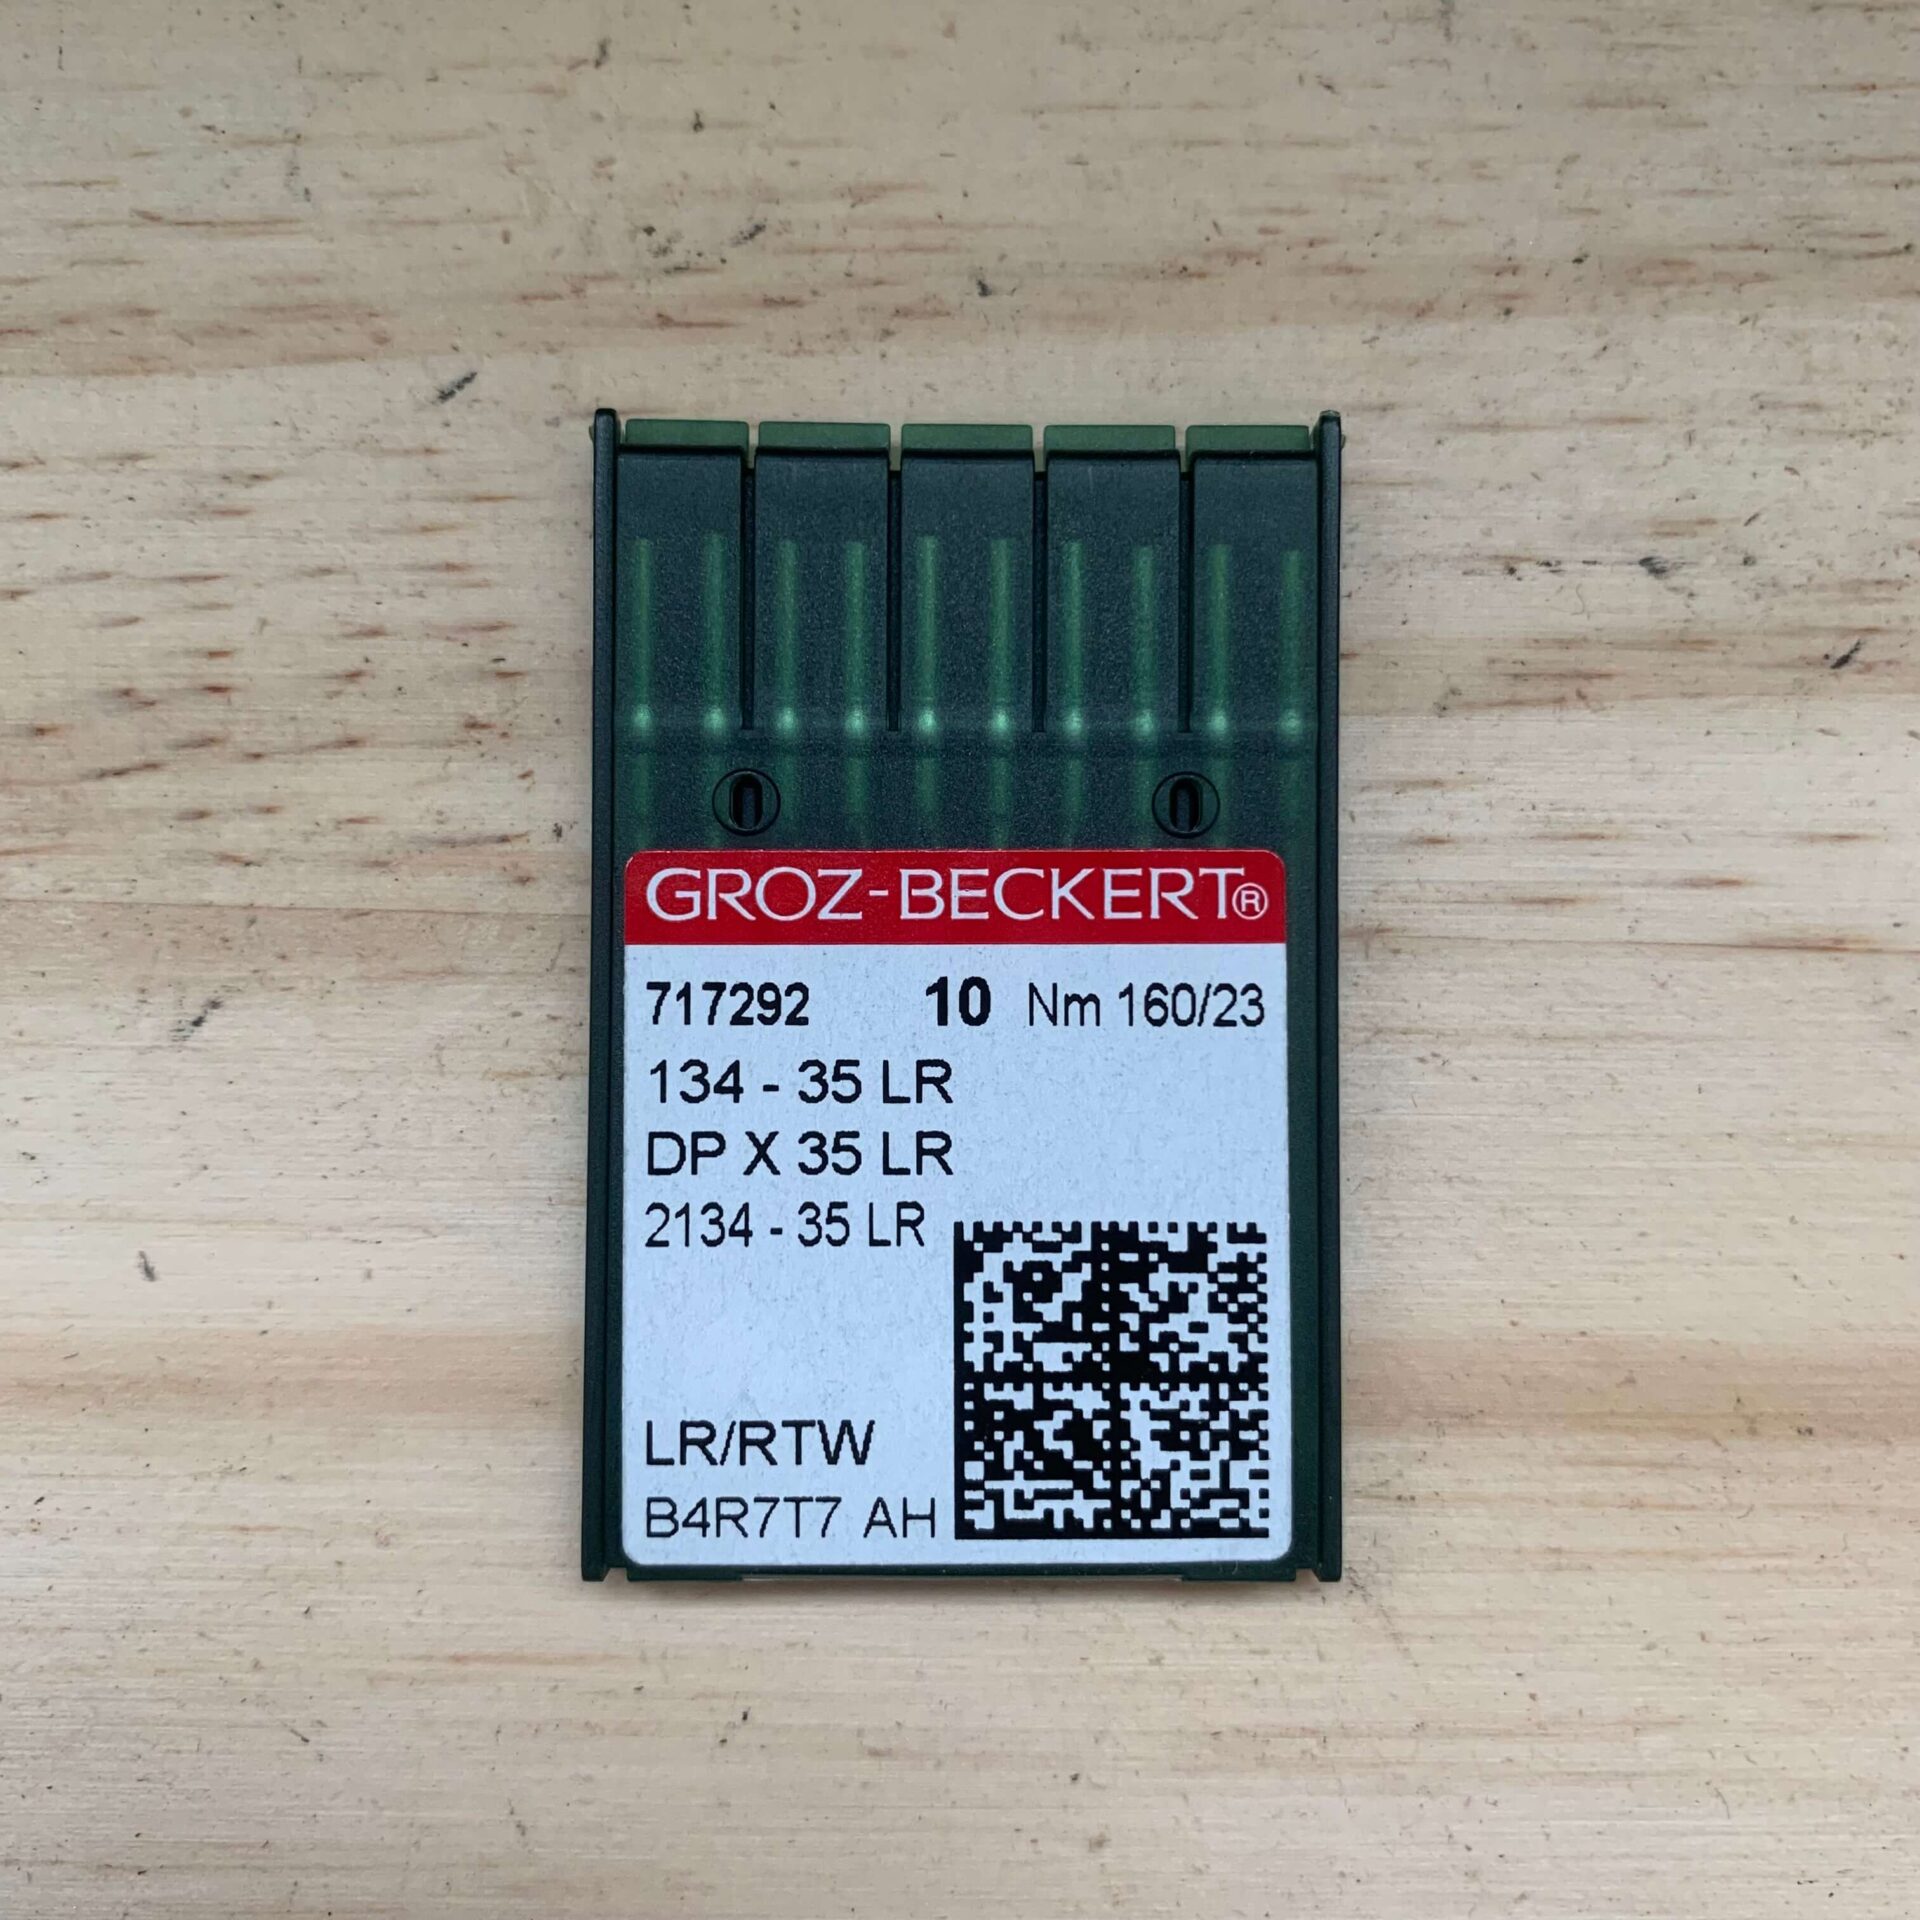 GROZ-BECKERT®
717292 10 Nm 160/23
134 - 35 LR
DP X 35 LR
2134 - 35 LR
LR/RTW
B4R7T7 AH